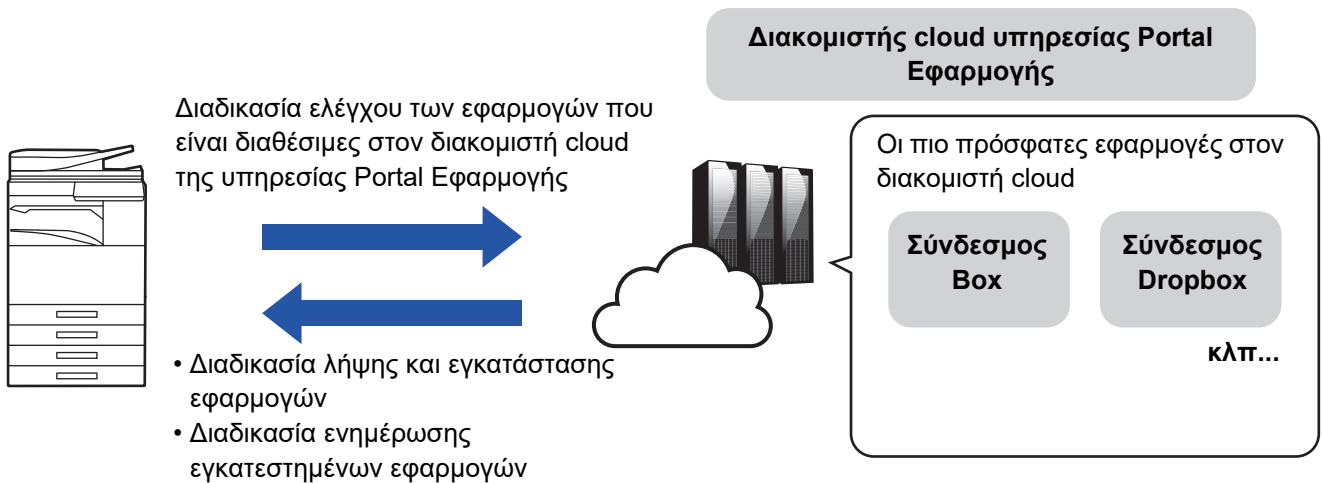 Διακομιστής cloud υπηρεσίας Portal
Εφαρμογής
Διαδικασία ελέγχου των εφαρμογών που
είναι διαθέσιμες στον διακομιστή cloud
της υπηρεσίας Portal Εφαρμογής
Οι πιο πρόσφατες εφαρμογές στον
διακομιστή cloud
Σύνδεσμος
Box
Σύνδεσμος
Dropbox
κλπ...
• Διαδικασία λήψης και εγκατάστασης
εφαρμογών
• Διαδικασία ενημέρωσης
εγκατεστημένων εφαρμογών